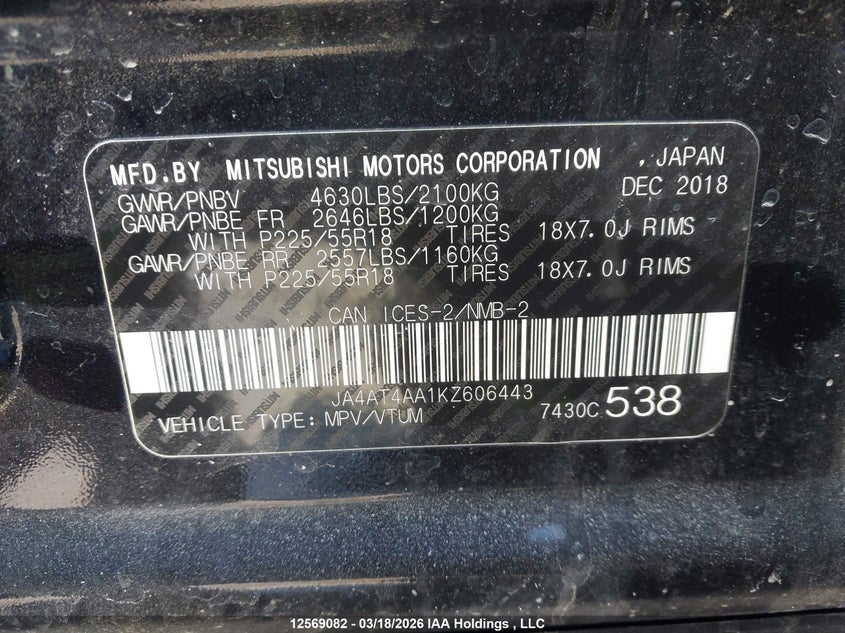 MFD.BY MITSUBISHI MOTORS CORPORATION , JAPAN
GVWR/PNBV 4630LBS/2100KG DEC 2018
GAWR/PNBE FR 2646LBS/1200KG
WITH P225/55R18 TIRES 18X7.0J RIMS
GAWR/PNBE RR 2557LBS/1160KG
WITH P225/55R18 TIRES 18X7.0J RIMS
CAN ICES-2/NMB-2
JA4AT4AA1KZ606443
VEHICLE TYPE: MPV/VTUM 7430C 538
12569082 - 03/18/2026 IAA Holdings , LLC